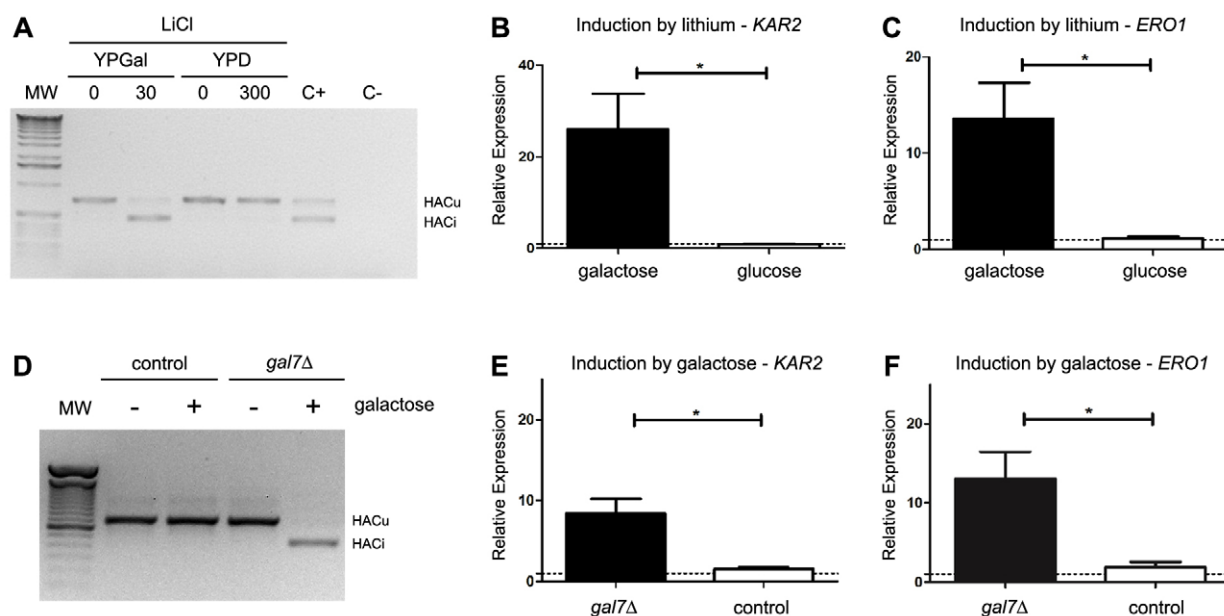 A
LiCl
YPGal YPD
MW 0 30 0 300 C+ C-
HACu
HACi
B Induction by lithium - KAR2
*
Relative Expression
40
20
0
galactose glucose
C Induction by lithium - ERO1
*
Relative Expression
20
10
0
galactose glucose
D control gal7Δ
MW - + - + galactose
HACu
HACi
E Induction by galactose - KAR2
*
Relative Expression
20
10
0
gal7Δ control
F Induction by galactose - ERO1
*
Relative Expression
20
10
0
gal7Δ control